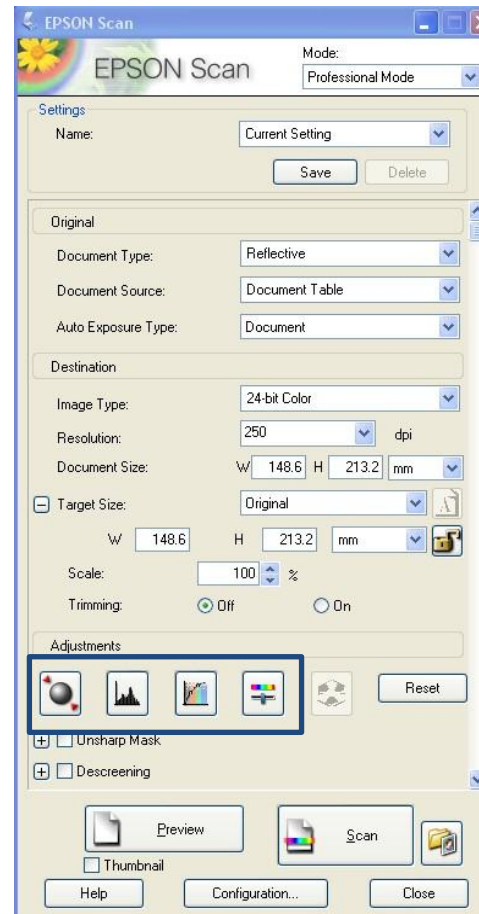 EPSON Scan
EPSON Scan
Mode:
Professional Mode
Settings
Name:
Current Setting
Save Delete
Original
Document Type: Reflective
Document Source: Document Table
Auto Exposure Type: Document
Destination
Image Type: 24-bit Color
Resolution: 250 dpi
Document Size: W 148.6 H 213.2 mm
Target Size: Original A
W 148.6 H 213.2 mm
Scale: 100 %
Trimming: Off On
Adjustments
Reset
Unsharp Mask
Descreening
Preview
Scan
Thumbnail
Help Configuration... Close